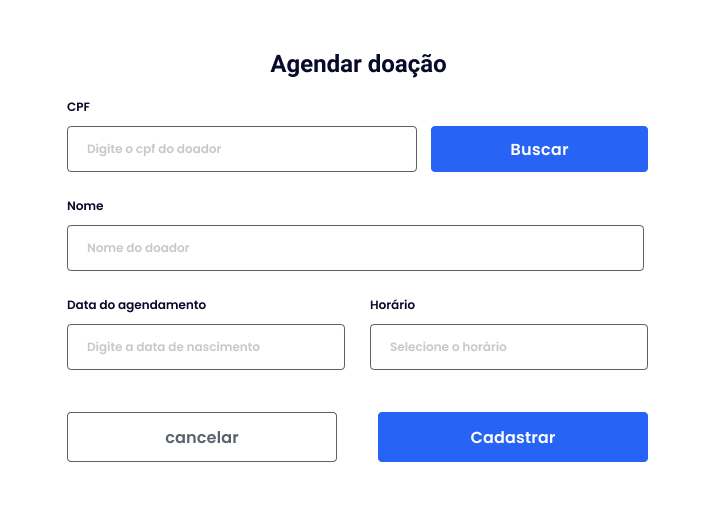 Agendar doação
CPF
Digite o cpf do doador
Buscar
Nome
Nome do doador
Data do agendamento
Horário
Digite a data de nascimento
Selecione o horário
cancelar
Cadastrar